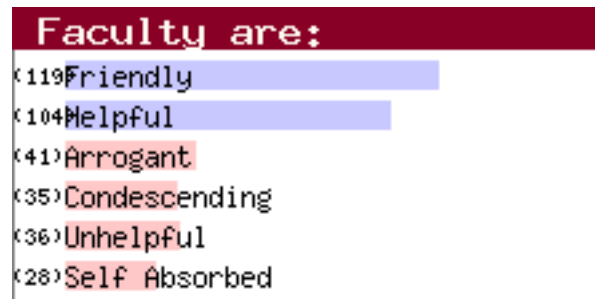 Faculty are:
(119)Friendly
(104)Helpful
(41)Arrogant
(35)Condescending
(36)Unhelpful
(28)Self Absorbed